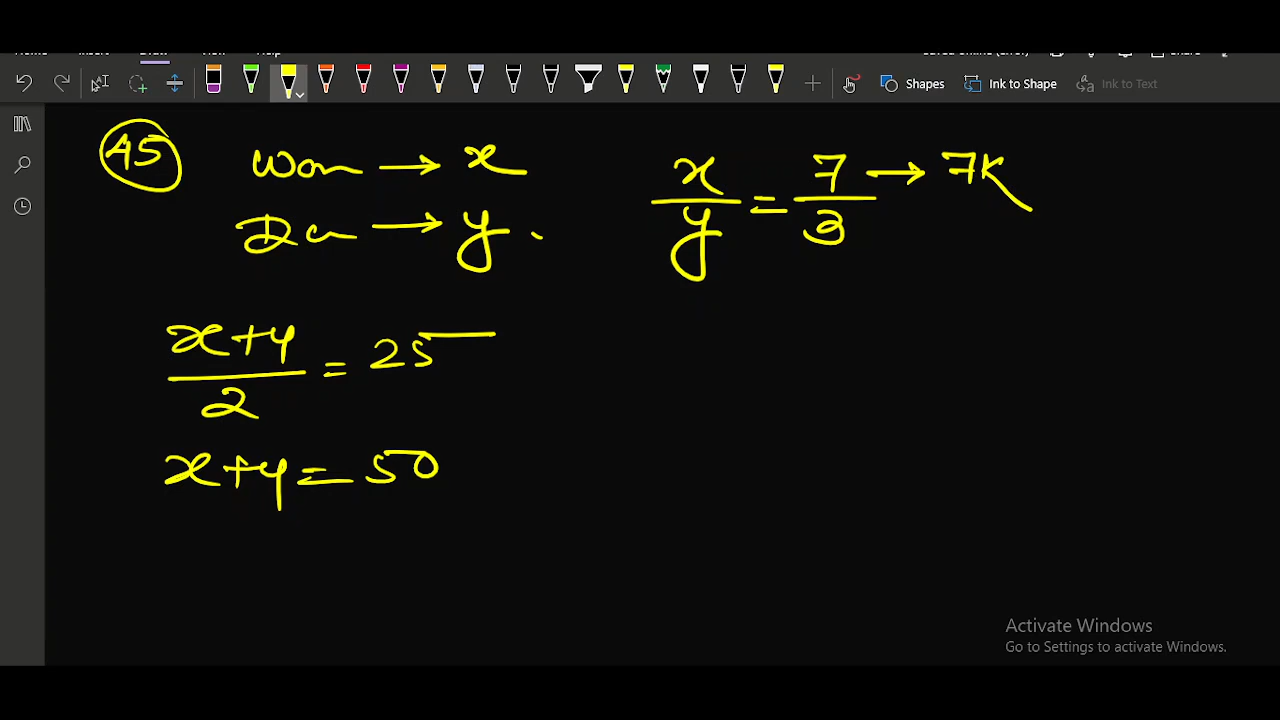 Ink to Shape
Shapes
Ink to Text
45
won → x
x/y = 7/3 → 7K
→ y
x+y/2 = 25
x+y = 50
Activate Windows
Go to Settings to activate Windows.